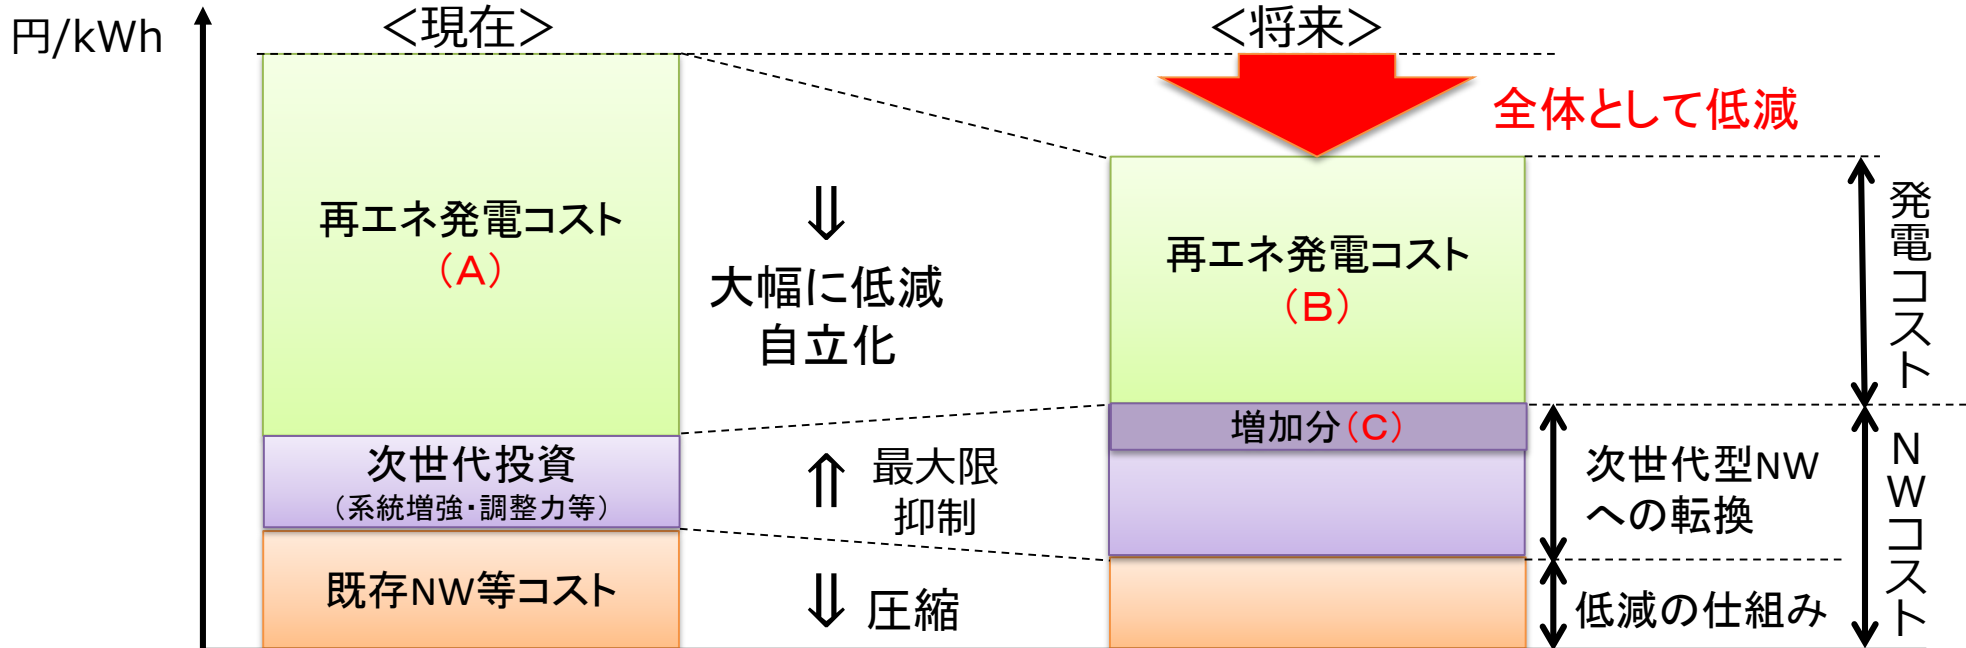 円/kWh
＜現在＞
＜将来＞
全体として低減
再エネ発電コスト
（A）
⇓
大幅に低減
自立化
再エネ発電コスト
（B）
発電コスト
増加分（C）
次世代投資
（系統増強・調整力等）
⇑ 最大限
抑制
次世代型NW
への転換
NWコスト
既存NW等コスト
⇓ 圧縮
低減の仕組み